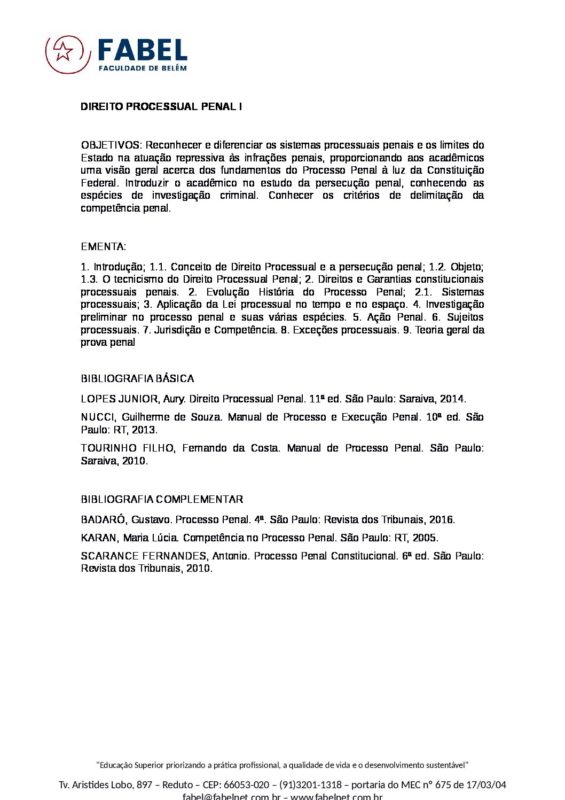 FABEL
FACULDADE DE BELÉM
DIREITO PROCESSUAL PENAL I
OBJETIVOS: Reconhecer e diferenciar os sistemas processuais penais e os limites do
Estado na atuação repressiva às infrações penais, proporcionando aos acadêmicos
uma visão geral acerca dos fundamentos do Processo Penal à luz da Constituição
Federal. Introduzir o acadêmico no estudo da persecução penal, conhecendo as
espécies de investigação criminal. Conhecer os critérios de delimitação da
competência penal.
EMENTA:
1. Introdução; 1.1. Conceito de Direito Processual e a persecução penal; 1.2. Objeto;
1.3. O tecnicismo do Direito Processual Penal; 2. Direitos e Garantias constitucionais
processuais penais. 2. Evolução História do Processo Penal; 2.1. Sistemas
processuais; 3. Aplicação da Lei processual no tempo e no espaço. 4. Investigação
preliminar no processo penal e suas várias espécies. 5. Ação Penal. 6. Sujeitos
processuais. 7. Jurisdição e Competência. 8. Exceções processuais. 9. Teoria geral da
prova penal
BIBLIOGRAFIA BÁSICA
LOPES JUNIOR, Aury. Direito Processual Penal. 11ª ed. São Paulo: Saraiva, 2014.
NUCCI, Guilherme de Souza. Manual de Processo e Execução Penal. 10ª ed. São
Paulo: RT, 2013.
TOURINHO FILHO, Fernando da Costa. Manual de Processo Penal. São Paulo:
Saraiva, 2010.
BIBLIOGRAFIA COMPLEMENTAR
BADARÓ, Gustavo. Processo Penal. 4ª. São Paulo: Revista dos Tribunais, 2016.
KARAN, Maria Lúcia. Competência no Processo Penal. São Paulo: RT, 2005.
SCARANCE FERNANDES, Antonio. Processo Penal Constitucional. 6ª ed. São Paulo:
Revista dos Tribunais, 2010.
"Educação Superior priorizando a prática profissional, a qualidade de vida e o desenvolvimento sustentável"
Tv. Aristides Lobo, 897 – Reduto – CEP: 66053-020 – (91)3201-1318 – portaria do MEC nº 675 de 17/03/04
fabel@fabelnet.com.br – www.fabelnet.com.br